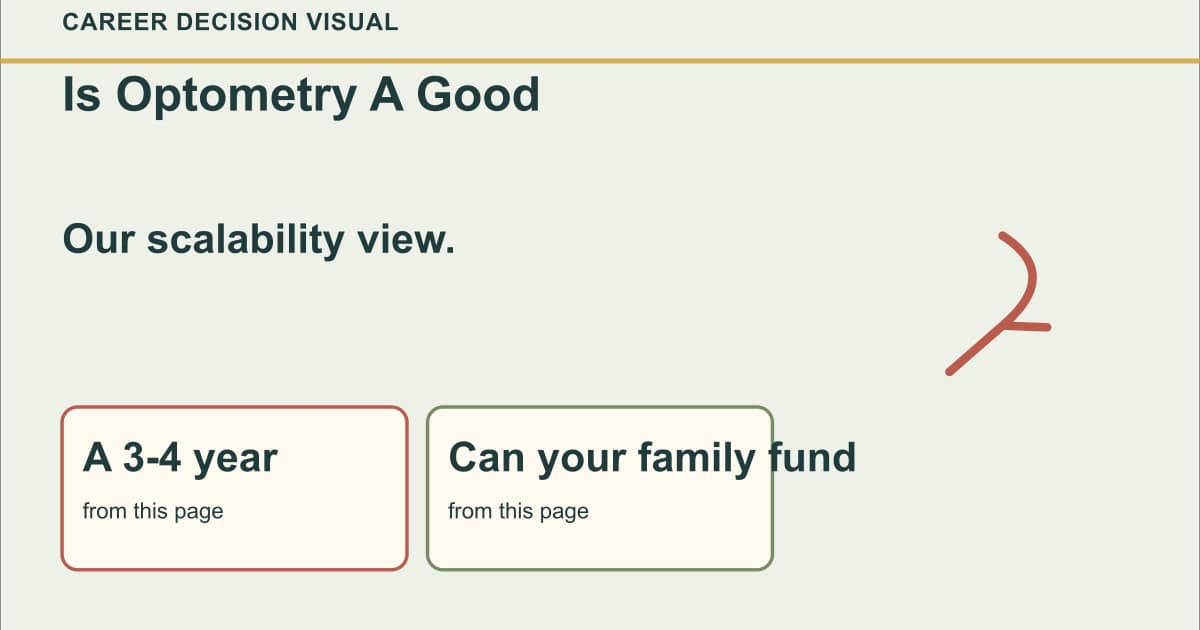 CAREER DECISION VISUAL
Is Optometry A Good
Our scalability view.
A 3-4 year
from this page
Can your family fund
from this page